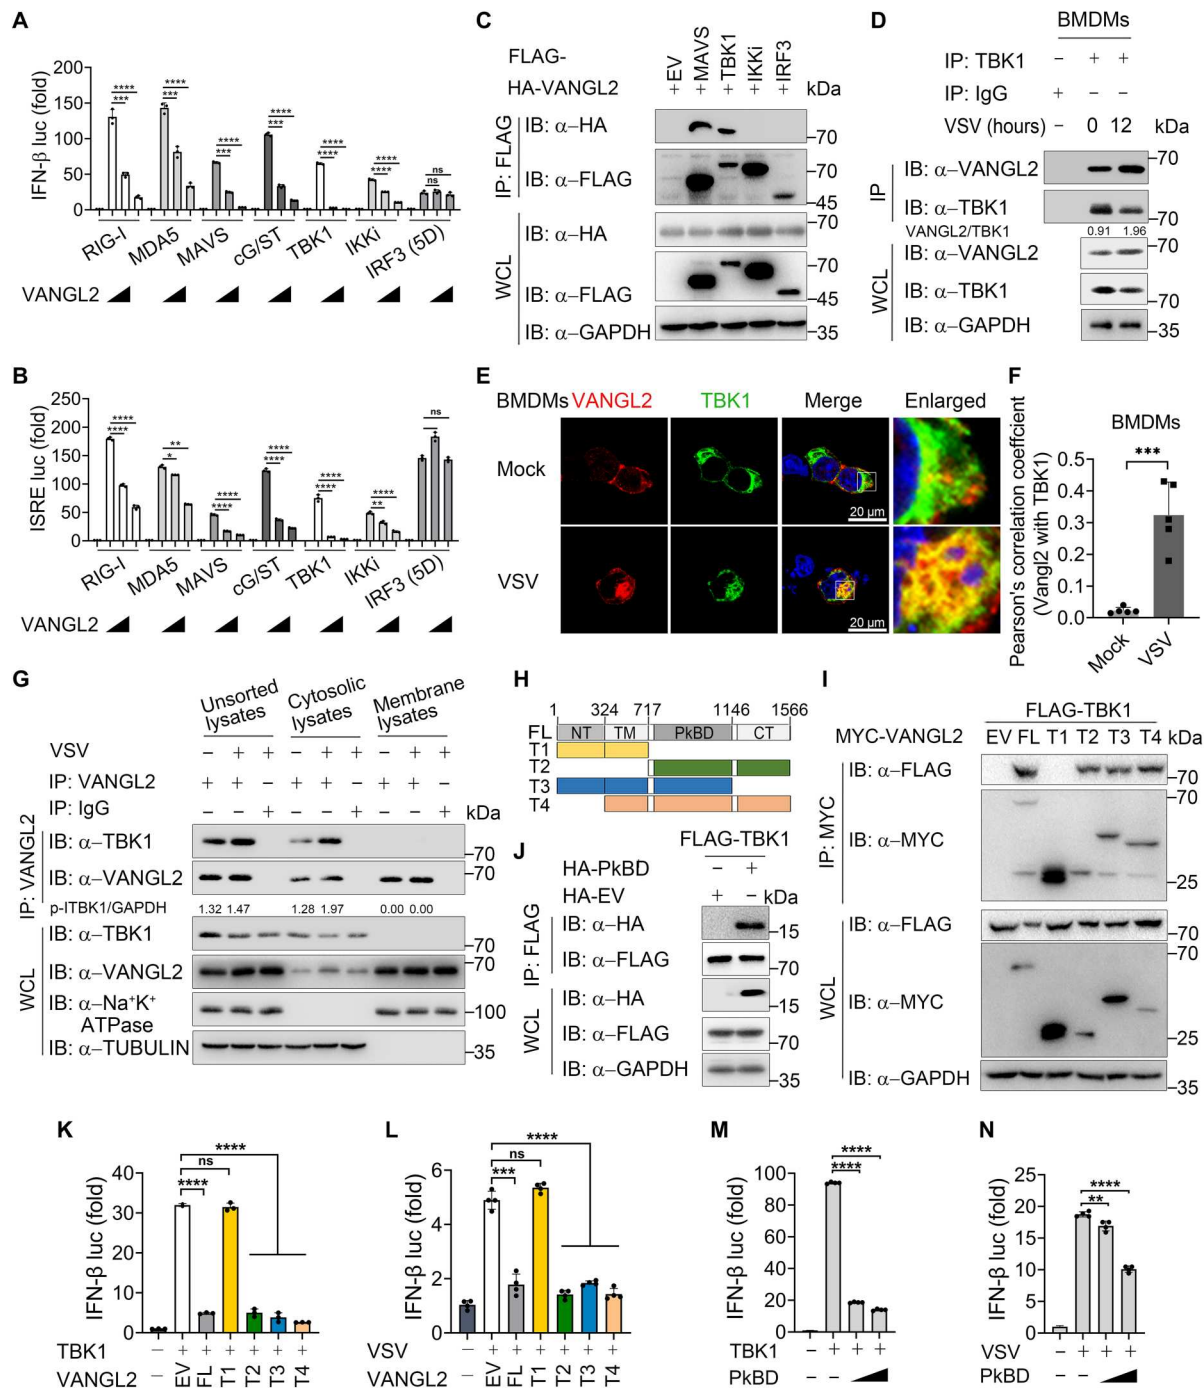 A
IFN-β luc (fold)
200
150
100
50
0
**** *** **** *** **** *** **** *** **** **** **** **** ns ns
RIG-I MDA5 MAVS cG/ST TBK1 IKKi IRF3 (5D)
VANGL2
B
ISRE luc (fold)
250
200
150
100
50
0
**** **** ** * **** **** **** **** **** **** **** ** ns
RIG-I MDA5 MAVS cG/ST TBK1 IKKi IRF3 (5D)
VANGL2
C
FLAG- EV MAVS TBK1 IKKi IRF3
HA-VANGL2 + + + + + kDa
IP: FLAG
IB: α–HA –70
IB: α–FLAG –70
–45
WCL
IB: α–HA –70
IB: α–FLAG –70
–45
IB: α–GAPDH –35
D
BMDMs
IP: TBK1 – + +
IP: IgG + – –
VSV (hours) – 0 12 kDa
IP
IB: α–VANGL2 –70
IB: α–TBK1 –70
VANGL2/TBK1 0.91 1.96
WCL
IB: α–VANGL2 –70
IB: α–TBK1 –70
IB: α–GAPDH –35
E
BMDMs VANGL2 TBK1 Merge Enlarged
Mock 20 μm
VSV 20 μm
F
BMDMs
Pearson's correlation coeffcient
(Vangl2 with TBK1)
***
0.5
0.4
0.3
0.2
0.1
0.0
Mock VSV
G
Unsorted lysates Cytosolic lysates Membrane lysates
VSV – + + – + + – + +
IP: VANGL2 + + – + + – + + –
IP: IgG – – + – – + – – + kDa
IP: VANGL2
IB: α–TBK1 –70
IB: α–VANGL2 –70
p-ITBK1/GAPDH 1.32 1.47 1.28 1.97 0.00 0.00
WCL
IB: α–TBK1 –70
IB: α–VANGL2 –70
IB: α–Na⁺K⁺ –100
ATPase
IB: α–TUBULIN –35
H
1 324 717 1146 1566
FL NT TM PkBD CT
T1
T2
T3
T4
I
FLAG-TBK1
MYC-VANGL2 EV FL T1 T2 T3 T4 kDa
IP: MYC
IB: α–FLAG –70
IB: α–MYC –70
–25
WCL
IB: α–FLAG –70
IB: α–MYC –70
–25
IB: α–GAPDH –35
J
FLAG-TBK1
HA-PkBD – +
HA-EV + – kDa
IP: FLAG
IB: α–HA –15
IB: α–FLAG –70
WCL
IB: α–HA –15
IB: α–FLAG –70
IB: α–GAPDH –35
K
IFN-β luc (fold)
****
ns
****
40
30
20
10
0
TBK1 – + + + + + +
VANGL2 – EV FL T1 T2 T3 T4
L
IFN-β luc (fold)
****
ns
***
6
4
2
0
VSV – + + + + + +
VANGL2 – EV FL T1 T2 T3 T4
M
IFN-β luc (fold)
****
****
100
80
60
40
20
0
TBK1 – + + +
PkBD – –
N
IFN-β luc (fold)
****
**
25
20
15
10
5
0
VSV – + + +
PkBD – –